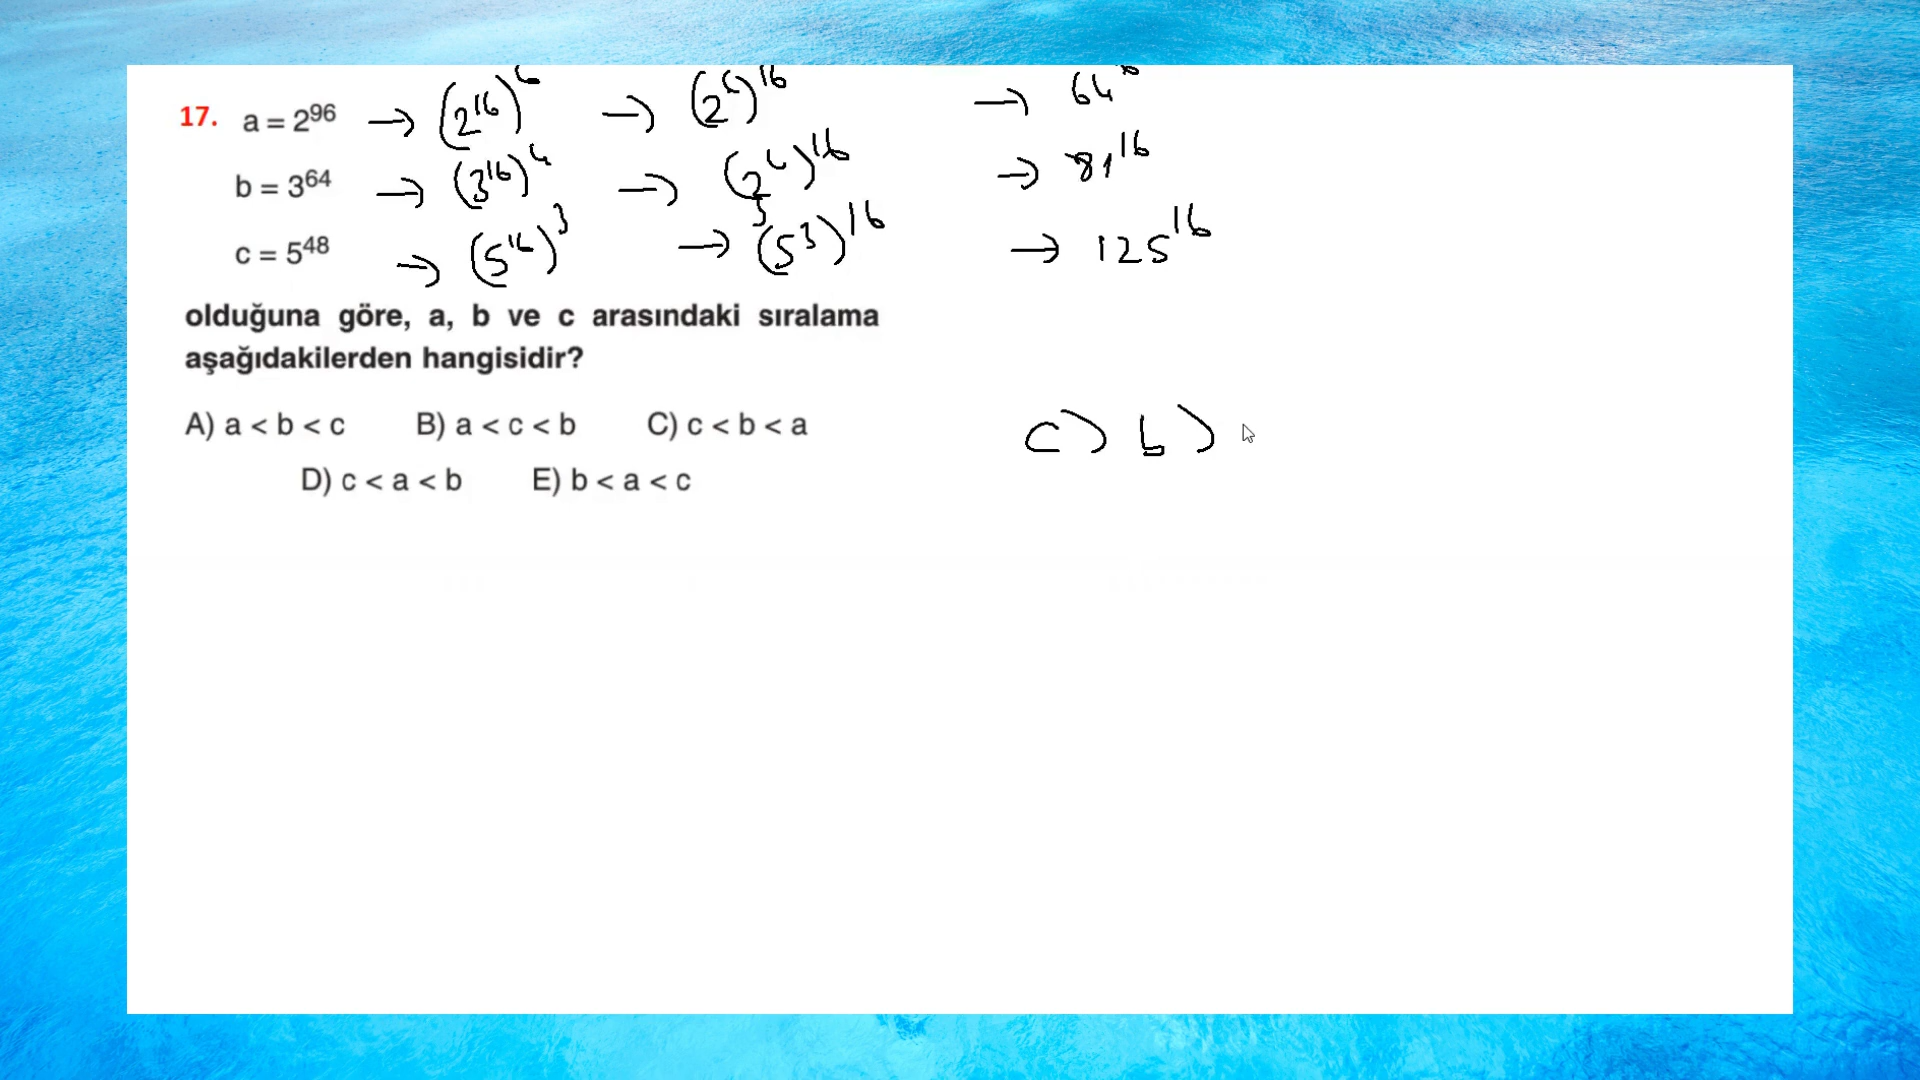 17. a = 2^96 → (2^16)^6 → (2^6)^16 → 64^16
b = 3^64 → (3^16)^4 → (2^4)^16 → 81^16
3
c = 5^48 → (5^16)^3 → (5^3)^16 → 125^16
olduğuna göre, a, b ve c arasındaki sıralama
aşağıdakilerden hangisidir?
A) a < b < c B) a < c < b C) c < b < a
c > b >
D) c < a < b E) b < a < c